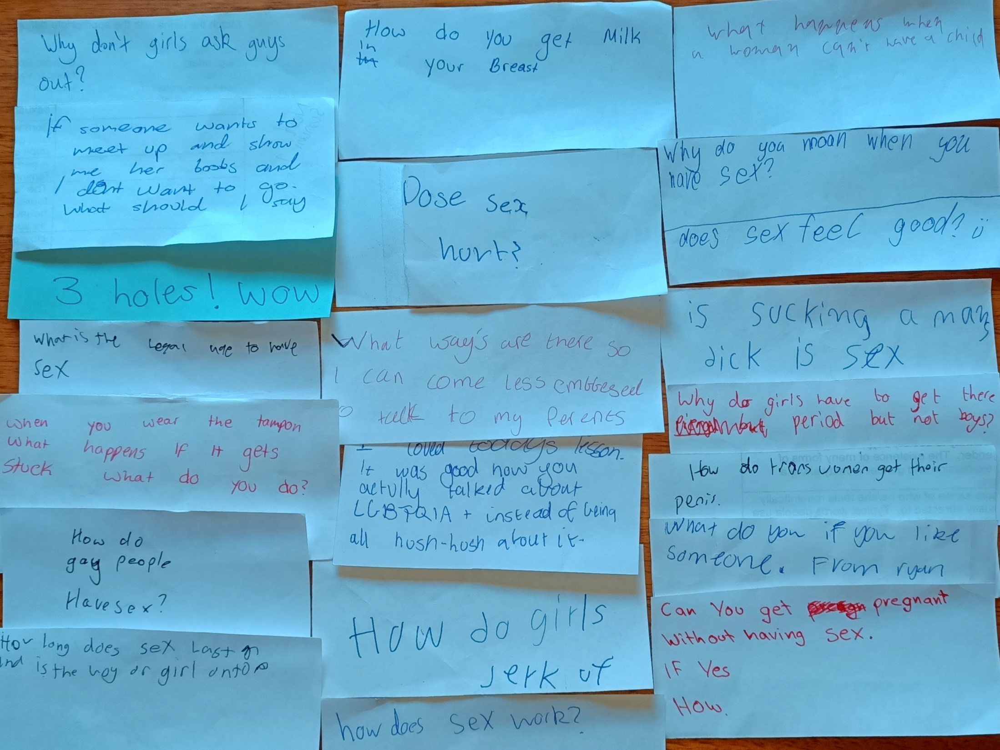 Why don't girls ask guys
out?
If someone wants to
meet up and show
me her boobs and
I dont want to go.
What should I say
3 holes! wow
What is the Legal age to have
sex
When you wear the tampon
what happens IF it gets
stuck what do you do?
How do
gay people
Have sex?
How long does sex Last
and is the boy or girl onto
How do you get Milk
in
your Breast
Dose sex
hurt?
What way's are there so
I can come less embbesed
o talk to my Perents
I loved todays lesson.
It was good how you
actully talked about
LGBTQIA + instead of being
all hush-hush about it.
How do girls
Jerk of
how does sex work?
what happens when
a woman can't have a child
Why do you moan when you
have sex?
does sex feel good? ü
is sucking a mans
dick is sex
Why do girls have to get there
period but not boys?
How do trans women get their
penis.
What do you if you like
someone. From ryan
Can You get pregnant
without having sex.
IF Yes
How.